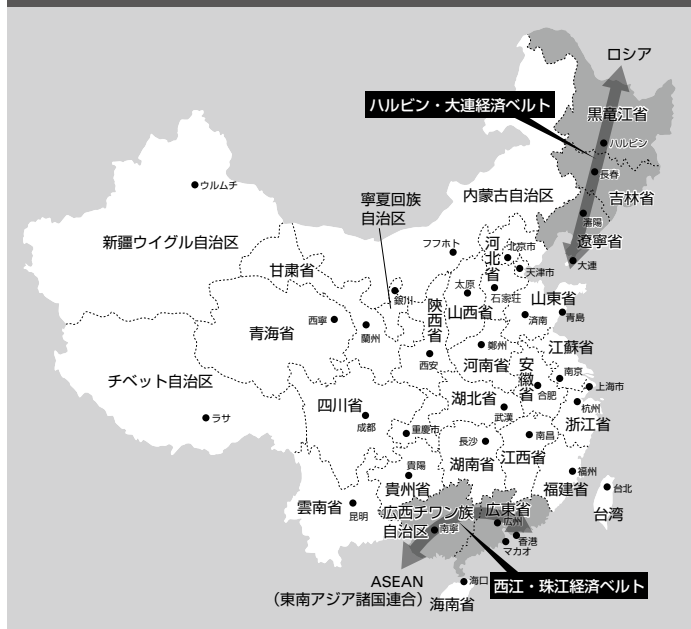 ロシア
ハルビン・大連経済ベルト
黒竜江省
ハルビン
長春
吉林省
ウルムチ
内蒙古自治区
寧夏回族
自治区
瀋陽
遼寧省
新疆ウイグル自治区
フフホト
河北省
北京市
大連
甘粛省
天津市
太原
石家荘
銀川
陝西省
山西省
山東省
済南
青島
西寧
蘭州
青海省
鄭州
江蘇省
西安
河南省
安徽省
南京
チベット自治区
合肥
上海市
四川省
湖北省
武漢
杭州
浙江省
ラサ
成都
重慶市
長沙
南昌
貴陽
湖南省
江西省
福州
貴州省
福建省
台北
雲南省
昆明
広西チワン族
自治区
南寧
広東省
広州
台湾
香港
マカオ
ASEAN
(東南アジア諸国連合)
海口
海南省
西江・珠江経済ベルト